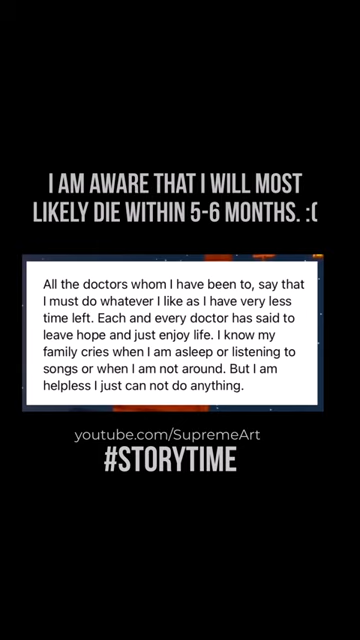 I AM AWARE THAT I WILL MOST
LIKELY DIE WITHIN 5-6 MONTHS. :(
All the doctors whom I have been to, say that
I must do whatever I like as I have very less
time left. Each and every doctor has said to
leave hope and just enjoy life. I know my
family cries when I am asleep or listening to
songs or when I am not around. But I am
helpless I just can not do anything.
youtube.com/SupremeArt
#STORYTIME